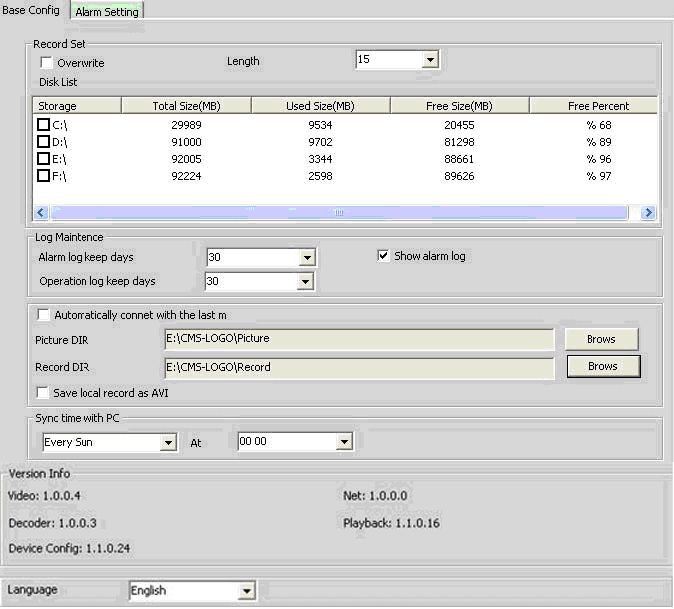 Base Config Alarm Setting
Record Set
Overwrite Length 15
Disk List
Storage Total Size(MB) Used Size(MB) Free Size(MB) Free Percent
C:\ 29989 9534 20455 % 68
D:\ 91000 9702 81298 % 89
E:\ 92005 3344 88661 % 96
F:\ 92224 2598 89626 % 97
Log Maintence
Alarm log keep days 30 Show alarm log
Operation log keep days 30
Automatically connet with the last m
Picture DIR E:\CMS-LOGO\Picture Brows
Record DIR E:\CMS-LOGO\Record Brows
Save local record as AVI
Sync time with PC
Every Sun At 00 00
Version Info
Video: 1.0.0.4 Net: 1.0.0.0
Decoder: 1.0.0.3 Playback: 1.1.0.16
Device Config: 1.1.0.24
Language English